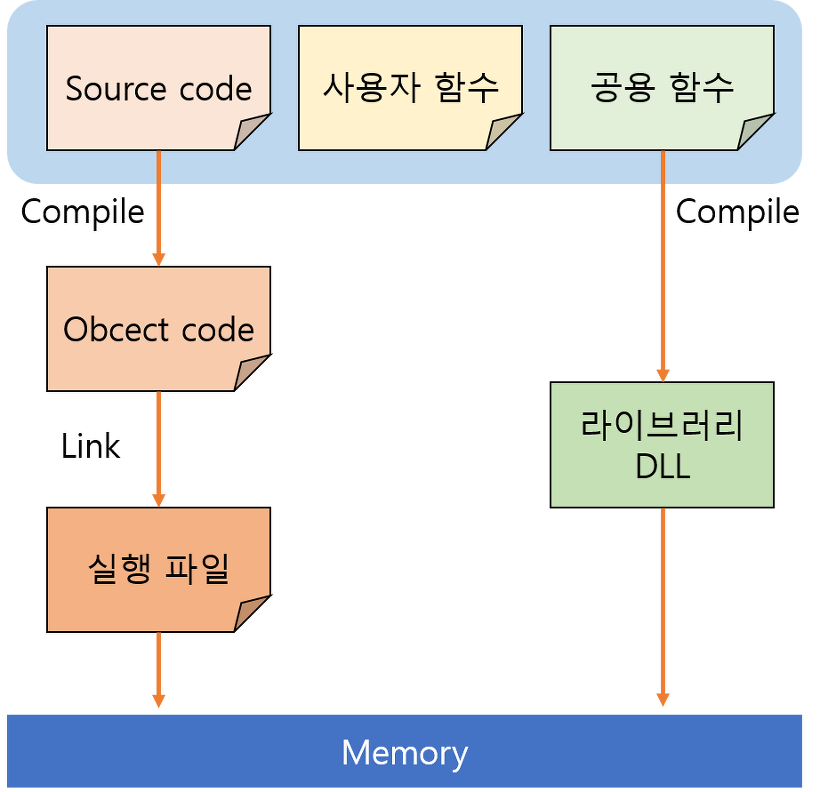 Source code
사용자 함수
공용 함수
Compile
Compile
Obcect code
라이브러리
DLL
Link
실행 파일
Memory